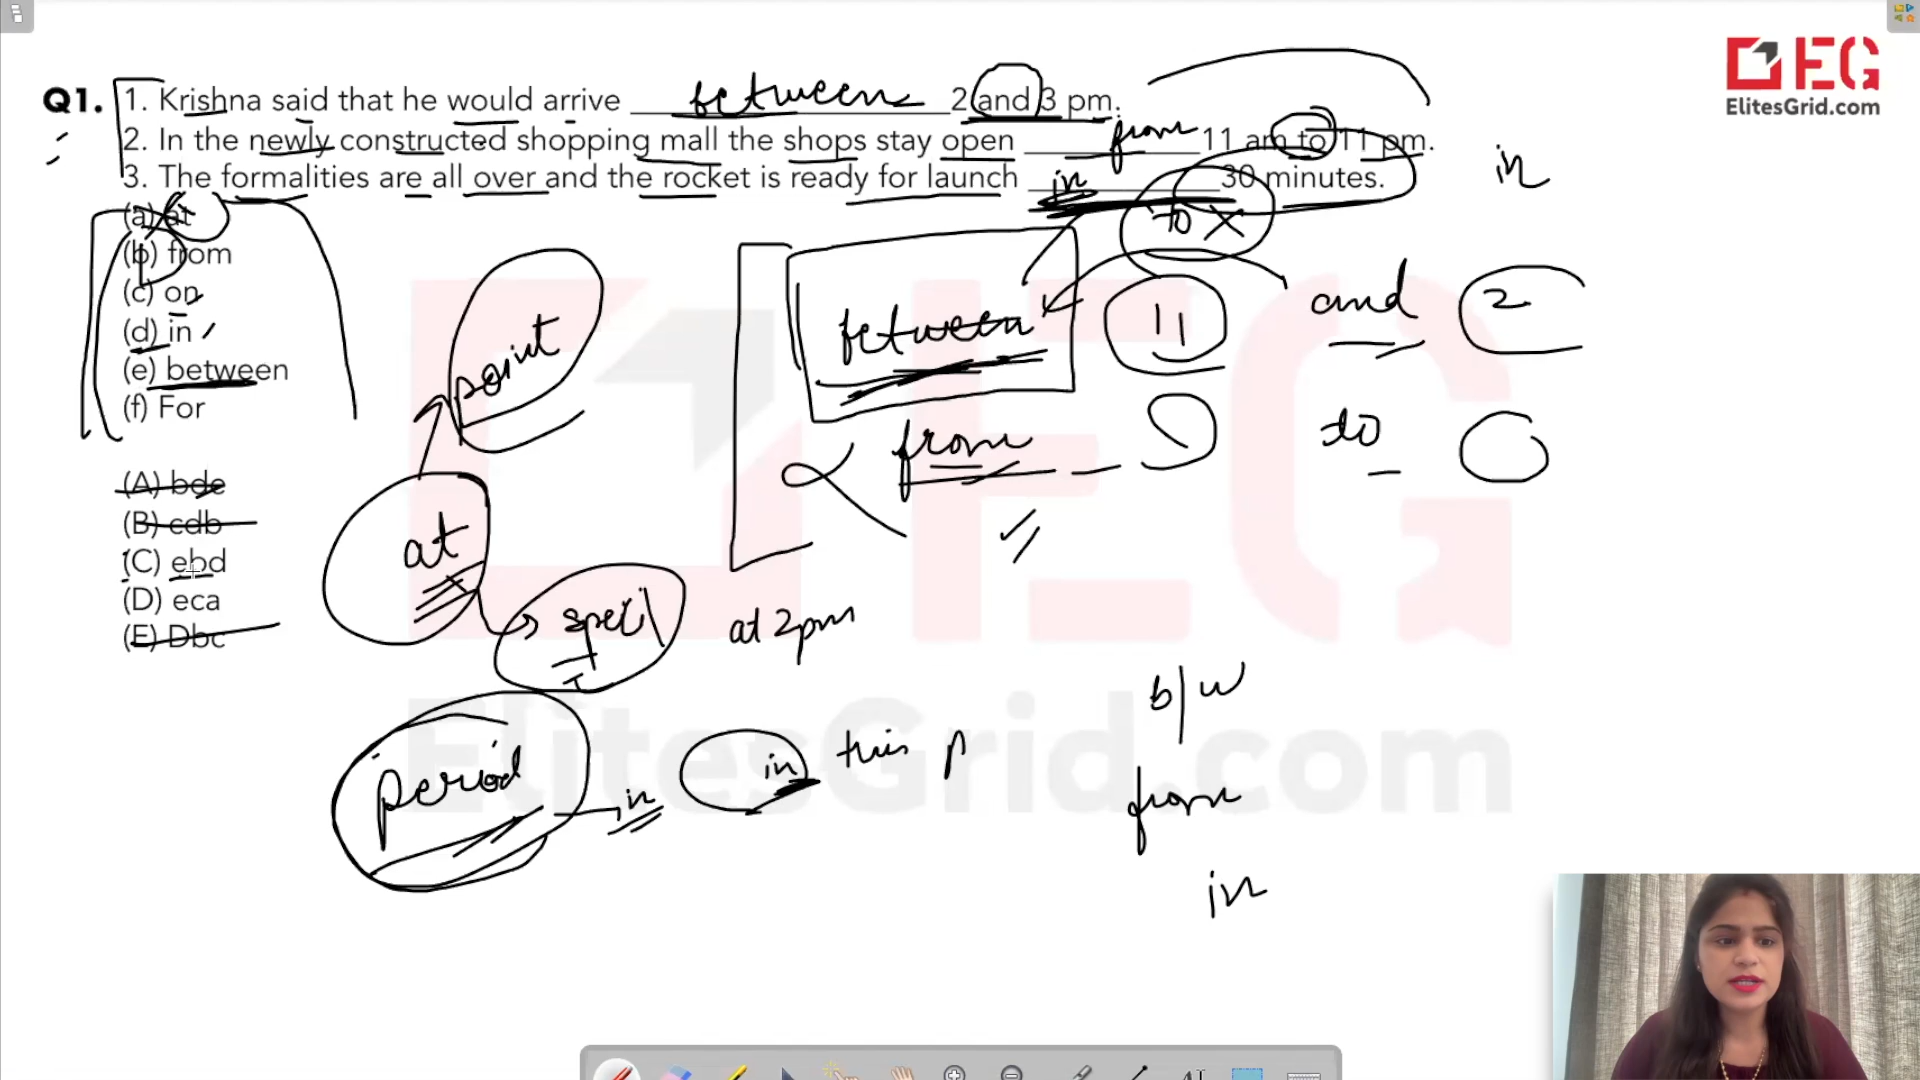 EG
ElitesGrid.com
Q1. 1. Krishna said that he would arrive between 2 and 3 pm.
2. In the newly constructed shopping mall the shops stay open from 11 am to 11 pm.
3. The formalities are all over and the rocket is ready for launch in 30 minutes.
in
(a) at
to x
(b) from
(c) on
(d) in
(e) between
(f) For
point
between 11 and 2
from to
(A) bde
(B) cdb
(C) ebd
(D) eca
(E) Dbc
at
at 2pm
b/w
period in in this p
from
in
ElitesGrid.com